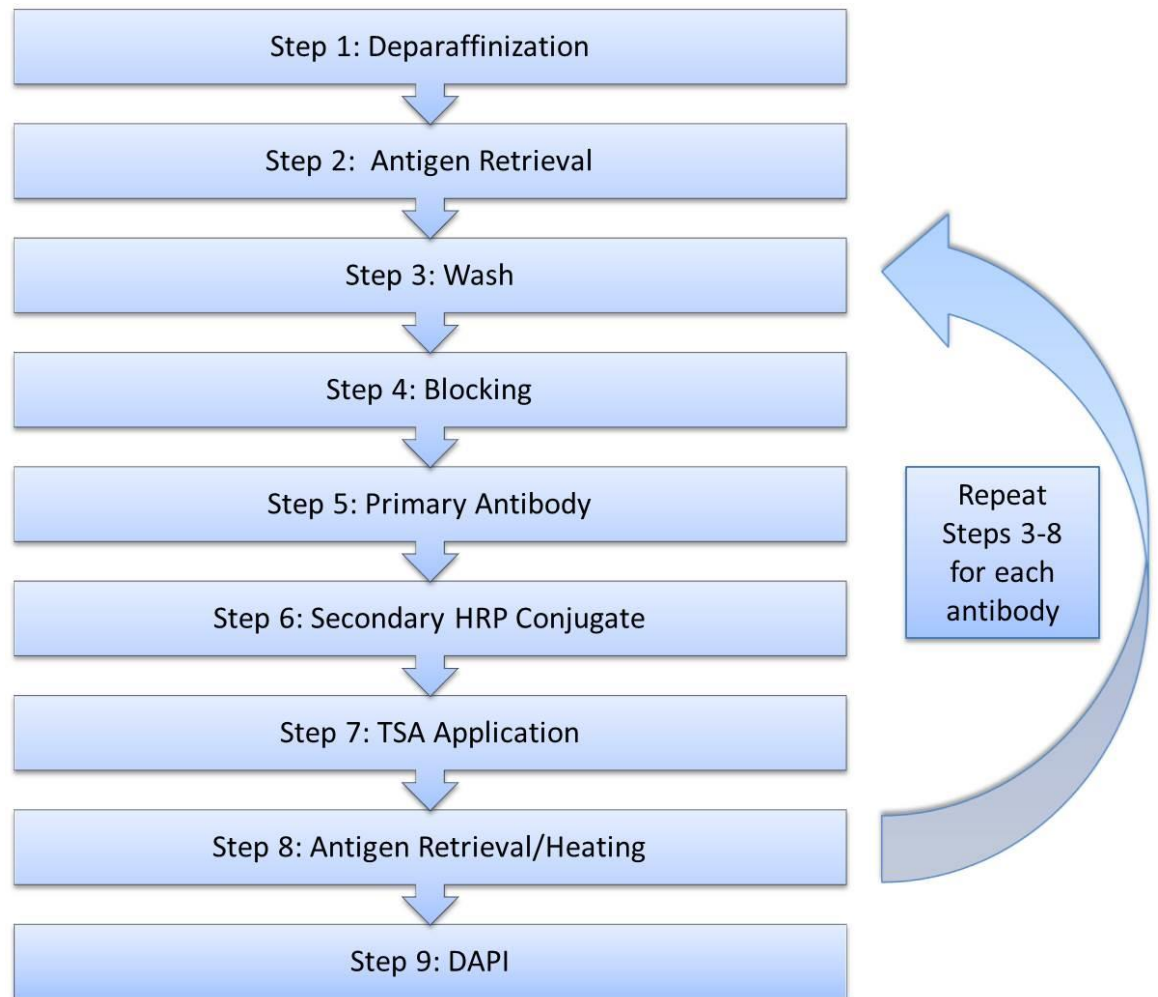 Step 1: Deparaffinization
Step 2:  Antigen Retrieval
Step 3: Wash
Step 4: Blocking
Step 5: Primary Antibody
Step 6: Secondary HRP Conjugate
Step 7: TSA Application
Step 8: Antigen Retrieval/Heating
Step 9: DAPI
Repeat
Steps 3-8
for each
antibody